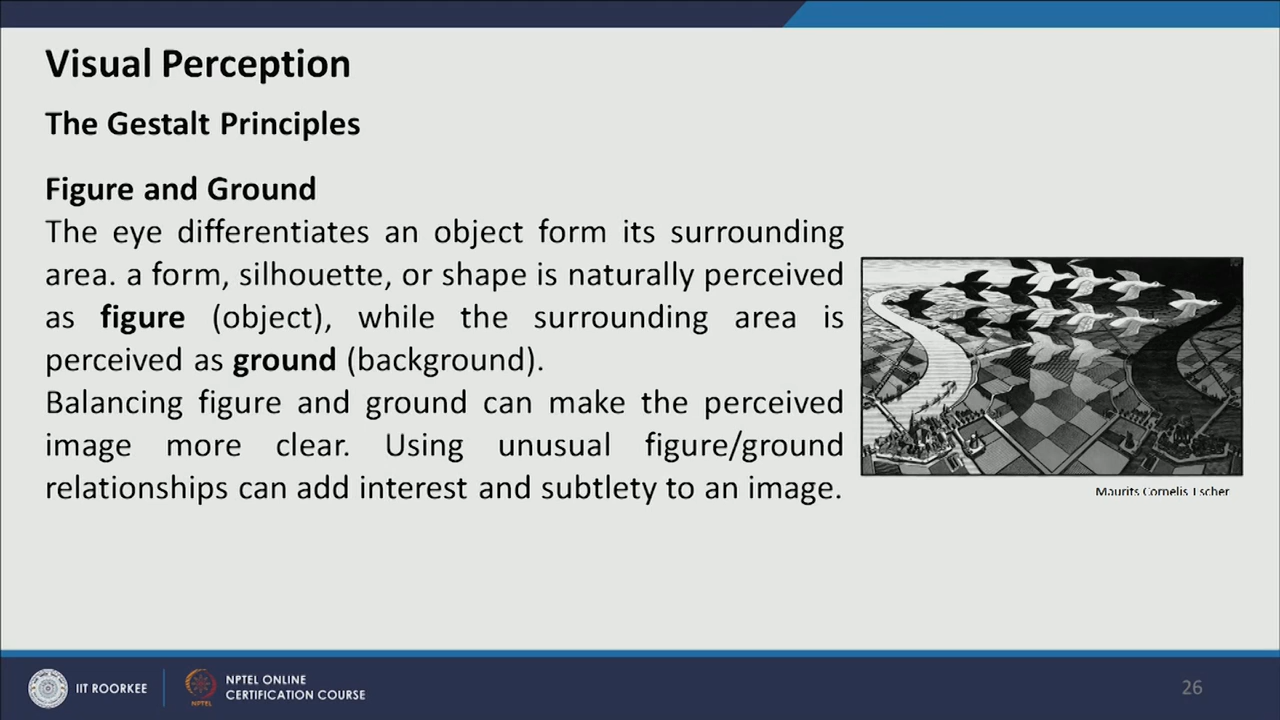 Visual Perception
The Gestalt Principles
Figure and Ground
The eye differentiates an object form its surrounding
area. a form, silhouette, or shape is naturally perceived
as figure (object), while the surrounding area is
perceived as ground (background).
Balancing figure and ground can make the perceived
image more clear. Using unusual figure/ground
relationships can add interest and subtlety to an image.
Maurits Cornelis Escher
IIT ROORKEE
NPTEL
NPTEL ONLINE
CERTIFICATION COURSE
26